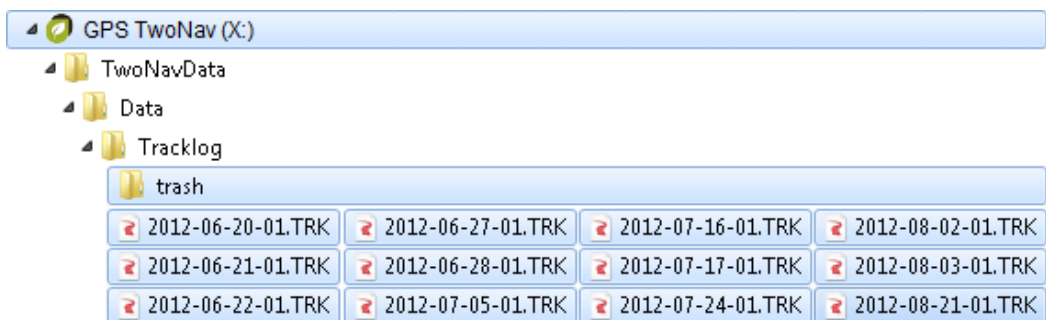 GPS TwoNav (X:)
TwoNavData
Data
Tracklog
trash
2012-06-20-01.TRK 2012-06-27-01.TRK 2012-07-16-01.TRK 2012-08-02-01.TRK
2012-06-21-01.TRK 2012-06-28-01.TRK 2012-07-17-01.TRK 2012-08-03-01.TRK
2012-06-22-01.TRK 2012-07-05-01.TRK 2012-07-24-01.TRK 2012-08-21-01.TRK